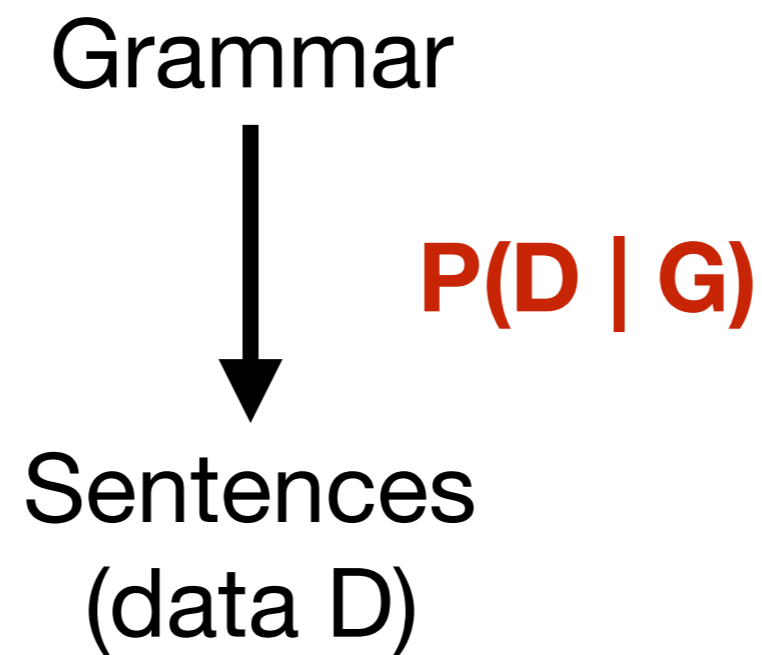 Grammar
P(D | G)
Sentences
(data D)